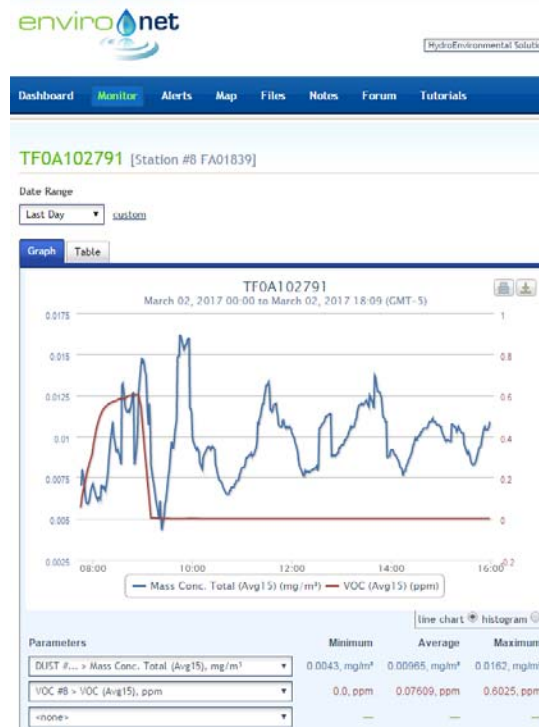 enviro net
HydroEnvironmental Solutio
Dashboard Monitor Alerts Map Files Notes Forum Tutorials
TF0A102791 [Station #8 FA01839]
Date Range
Last Day custom
Graph Table
TF0A102791
March 02, 2017 00:00 to March 02, 2017 18:09 (GMT-5)
0.0175 1
0.015 0.8
0.0125 0.6
0.01 0.4
0.0075 0.2
0.005 0
0.0025 08:00 10:00 12:00 14:00 16:00 0.2
Mass Conc. Total (Avg15) (mg/m³) VOC (Avg15) (ppm)
line chart histogram
Parameters Minimum Average Maximum
DUST #... > Mass Conc. Total (Avg15), mg/m³ 0.0043, mg/m³ 0.00965, mg/m³ 0.0162, mg/m³
VOC #8 > VOC (Avg15), ppm 0.0, ppm 0.07609, ppm 0.6025, ppm
<none> — — —